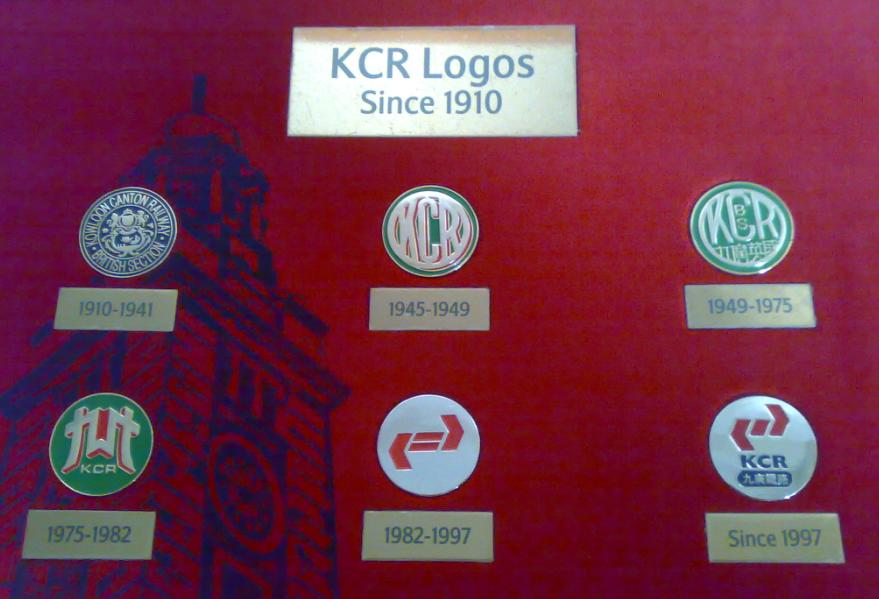 KCR Logos
Since 1910
KOWLOON CANTON RAILWAY
BRITISH SECTION
KCR
KCR
BS
1910-1941
1945-1949
1949-1975
KCR
KCR
九廣鐵路
1975-1982
1982-1997
Since 1997